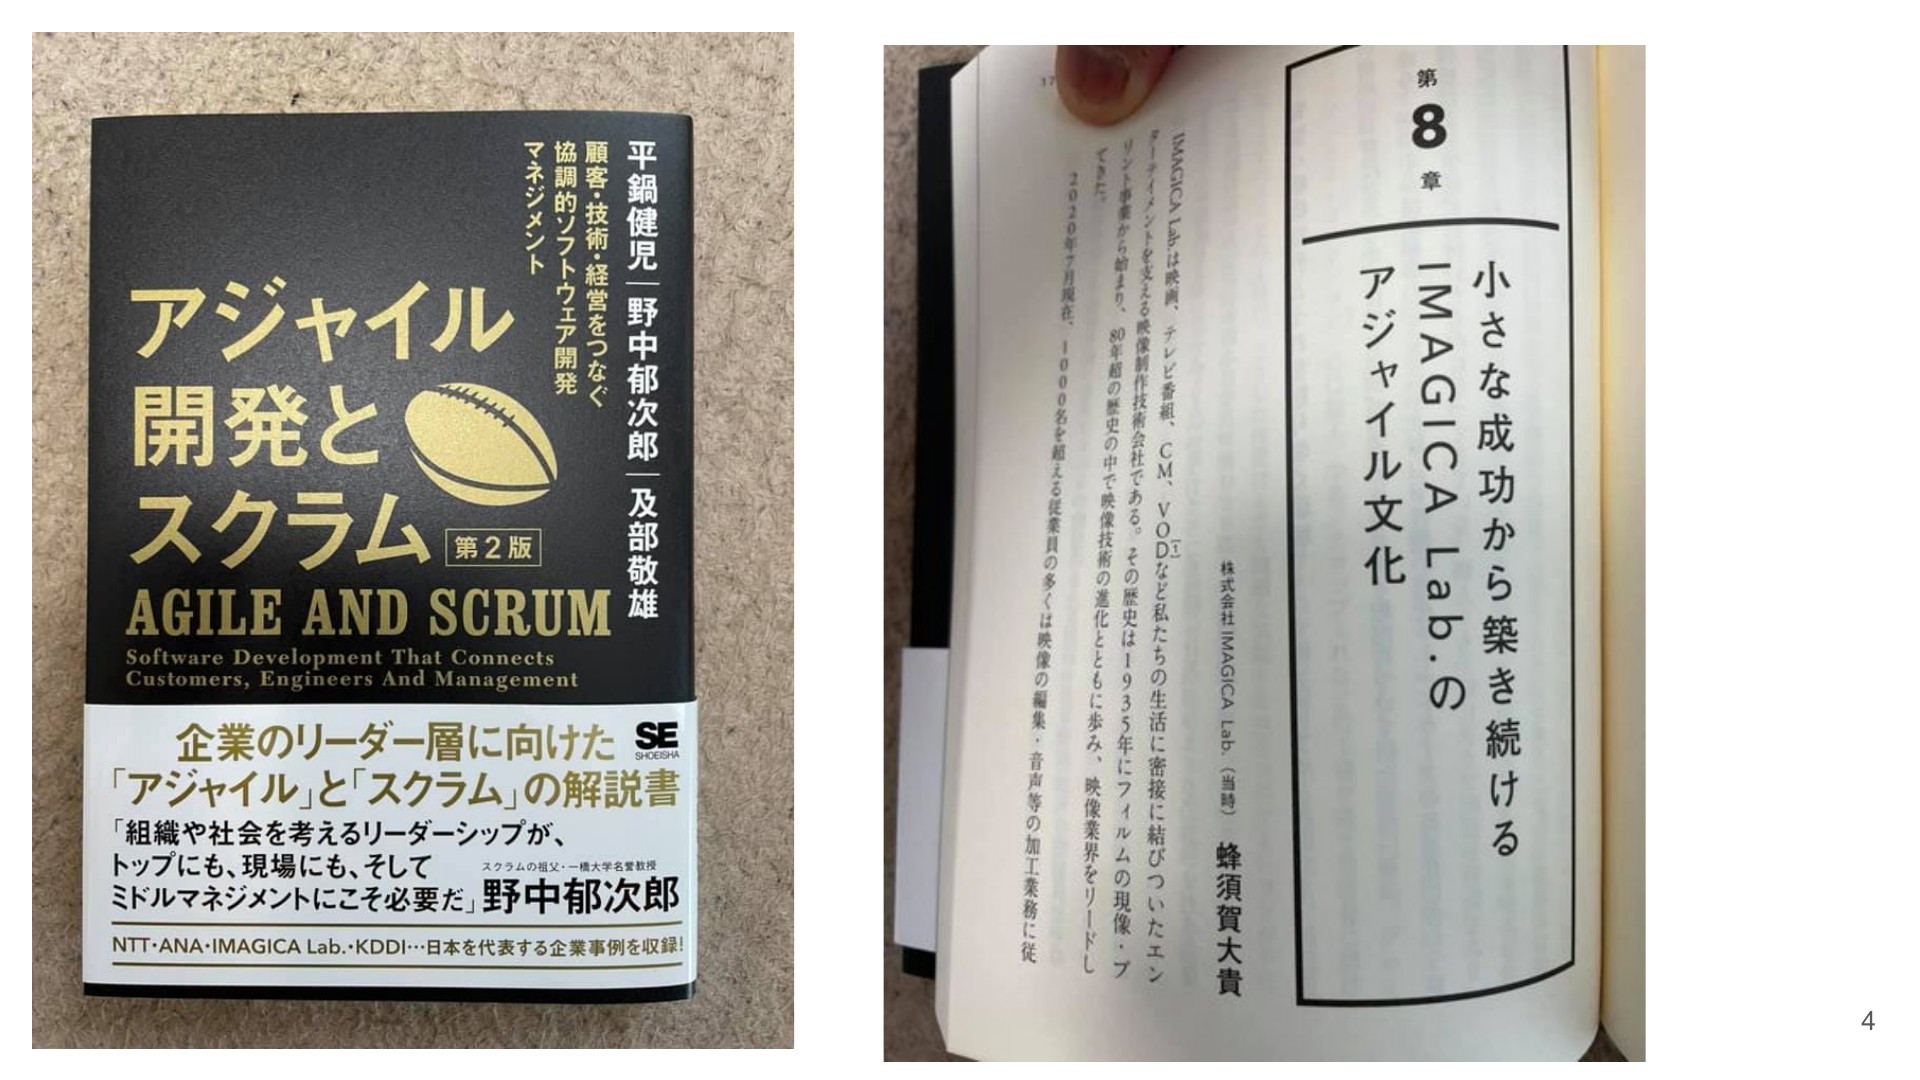 平鍋健児｜野中郁次郎｜及部敬雄
顧客・技術・経営をつなぐ
協調的ソフトウェア開発
マネジメント
アジャイル
開発と
スクラム
第2版
AGILE AND SCRUM
Software Development That Connects
Customers, Engineers And Management
企業のリーダー層に向けた
「アジャイル」と「スクラム」の解説書
SE
SHOEISHA
「組織や社会を考えるリーダーシップが、
トップにも、現場にも、そして
ミドルマネジメントにこそ必要だ」
スクラムの祖父・一橋大学名誉教授
野中郁次郎
NTT・ANA・IMAGICA Lab.・KDDI…日本を代表する企業事例を収録!
第
8
章
小さな成功から築き続ける
IMAGICA Lab.の
アジャイル文化
株式会社 IMAGICA Lab.（当時） 蜂須賀大貴
IMAGICA Lab.は映画、テレビ番組、CM、VOD[1]など私たちの生活に密接に結びついたエン
ターテイメントを支える映像制作技術会社である。その歴史は1935年にフィルムの現像・プ
リント事業から始まり、80年超の歴史の中で映像技術の進化とともに歩み、映像業界をリードし
てきた。
2020年7月現在、1000名を超える従業員の多くは映像の編集・音声等の加工業務に従
4